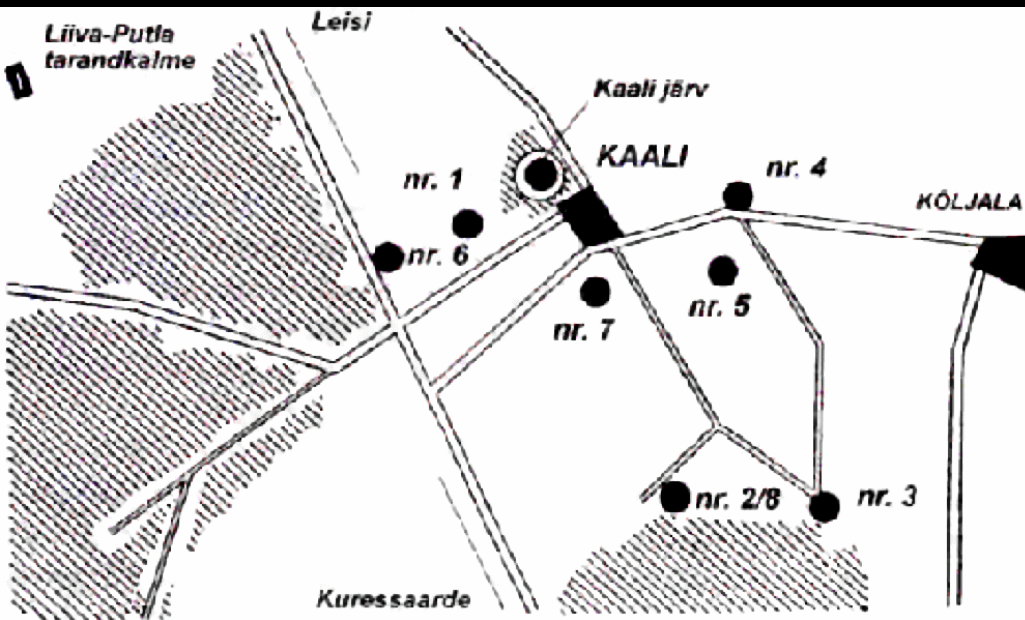 Liiva-Putla
tarandkalme
Leisi
Kaali järv
KAALI
nr. 1
nr. 4
KÕLJALA
nr. 6
nr. 5
nr. 7
nr. 2/8
nr. 3
Kuressaarde